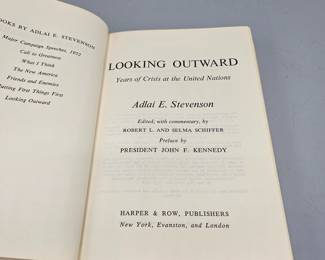 BOOKS BY ADLAI E. STEVENSON
Major Campaign Speeches, 1952
Call to Greatness
What I Think
The New America
Friends and Enemies
Putting First Things First
Looking Outward
LOOKING OUTWARD
Years of Crisis at the United Nations
Adlai E. Stevenson
Edited, with commentary, by
ROBERT L. AND SELMA SCHIFFER
Preface by
PRESIDENT JOHN F. KENNEDY
HARPER & ROW, PUBLISHERS
New York, Evanston, and London